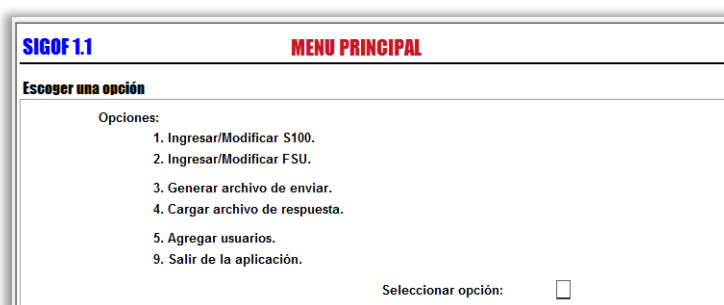 SIGOF 1.1 MENU PRINCIPAL
Escoger una opción
Opciones:
1. Ingresar/Modificar S100.
2. Ingresar/Modificar FSU.
3. Generar archivo de enviar.
4. Cargar archivo de respuesta.
5. Agregar usuarios.
9. Salir de la aplicación.
Seleccionar opción: